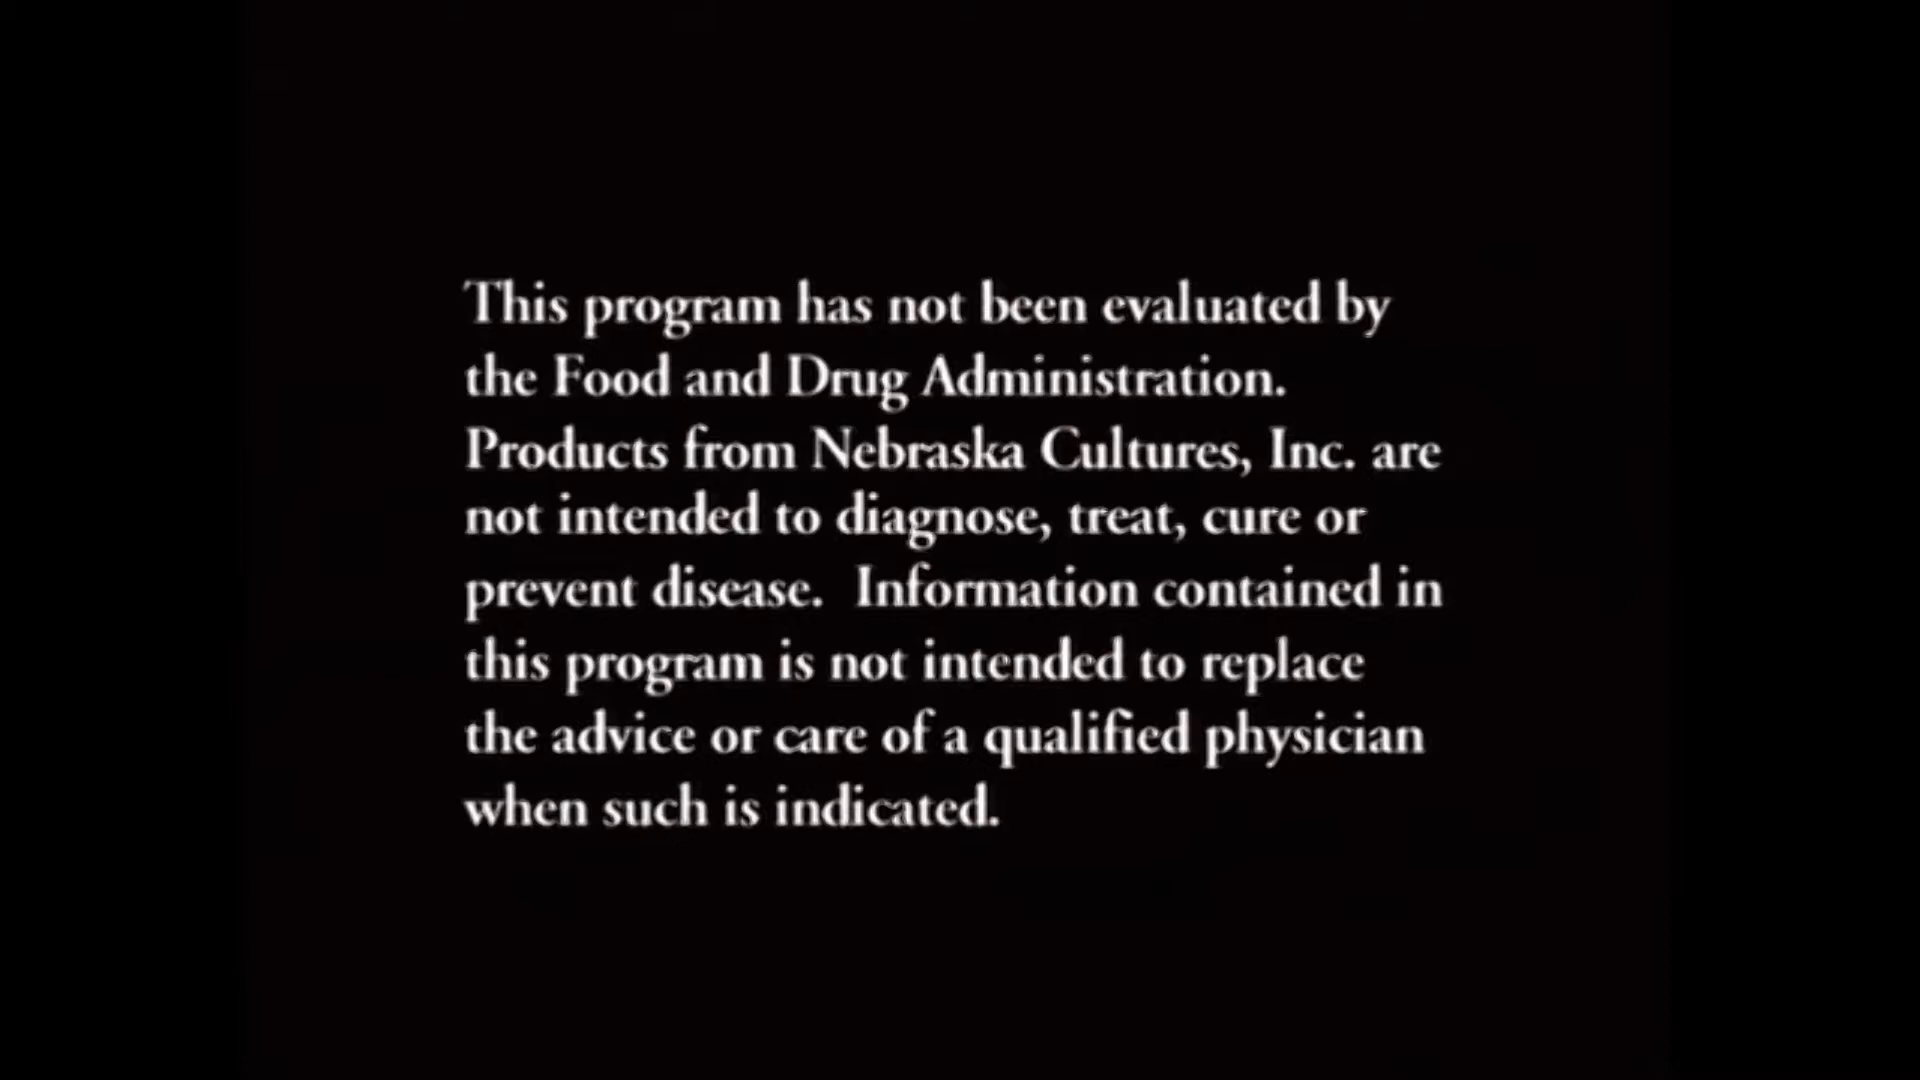 This program has not been evaluated by
the Food and Drug Administration.
Products from Nebraska Cultures, Inc. are
not intended to diagnose, treat, cure or
prevent disease.  Information contained in
this program is not intended to replace
the advice or care of a qualified physician
when such is indicated.